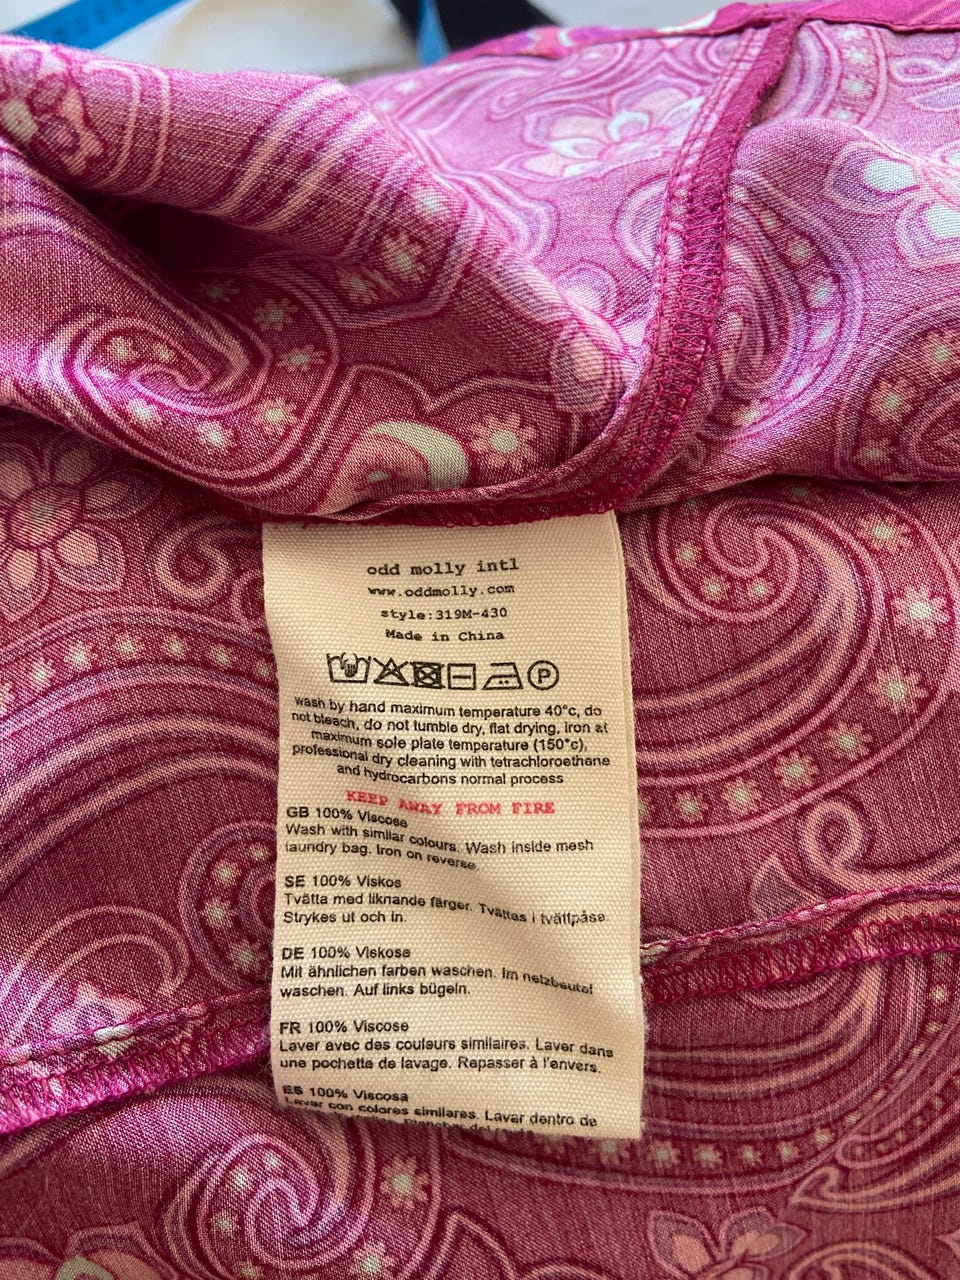 odd molly intl
www.oddmolly.com
style:319M-430
Made in China
wash by hand maximum temperature 40°c, do
not bleach, do not tumble dry, flat drying, iron at
maximum sole plate temperature (150°c),
professional dry cleaning with tetrachloroethene
and hydrocarbons normal process
KEEP AWAY FROM FIRE
GB 100% Viscose
Wash with similar colours. Wash inside mesh
laundry bag. Iron on reverse.
SE 100% Viskos
Tvätta med liknande färger. Tvättas i tvättpåse.
Strykes ut och in.
DE 100% Viskose
Mit ähnlichen farben waschen. Im netzbeutel
waschen. Auf links bügeln.
FR 100% Viscose
Laver avec des couleurs similaires. Laver dans
une pochette de lavage. Repasser à l'envers.
ES 100% Viscosa
Lavar con colores similares. Lavar dentro de